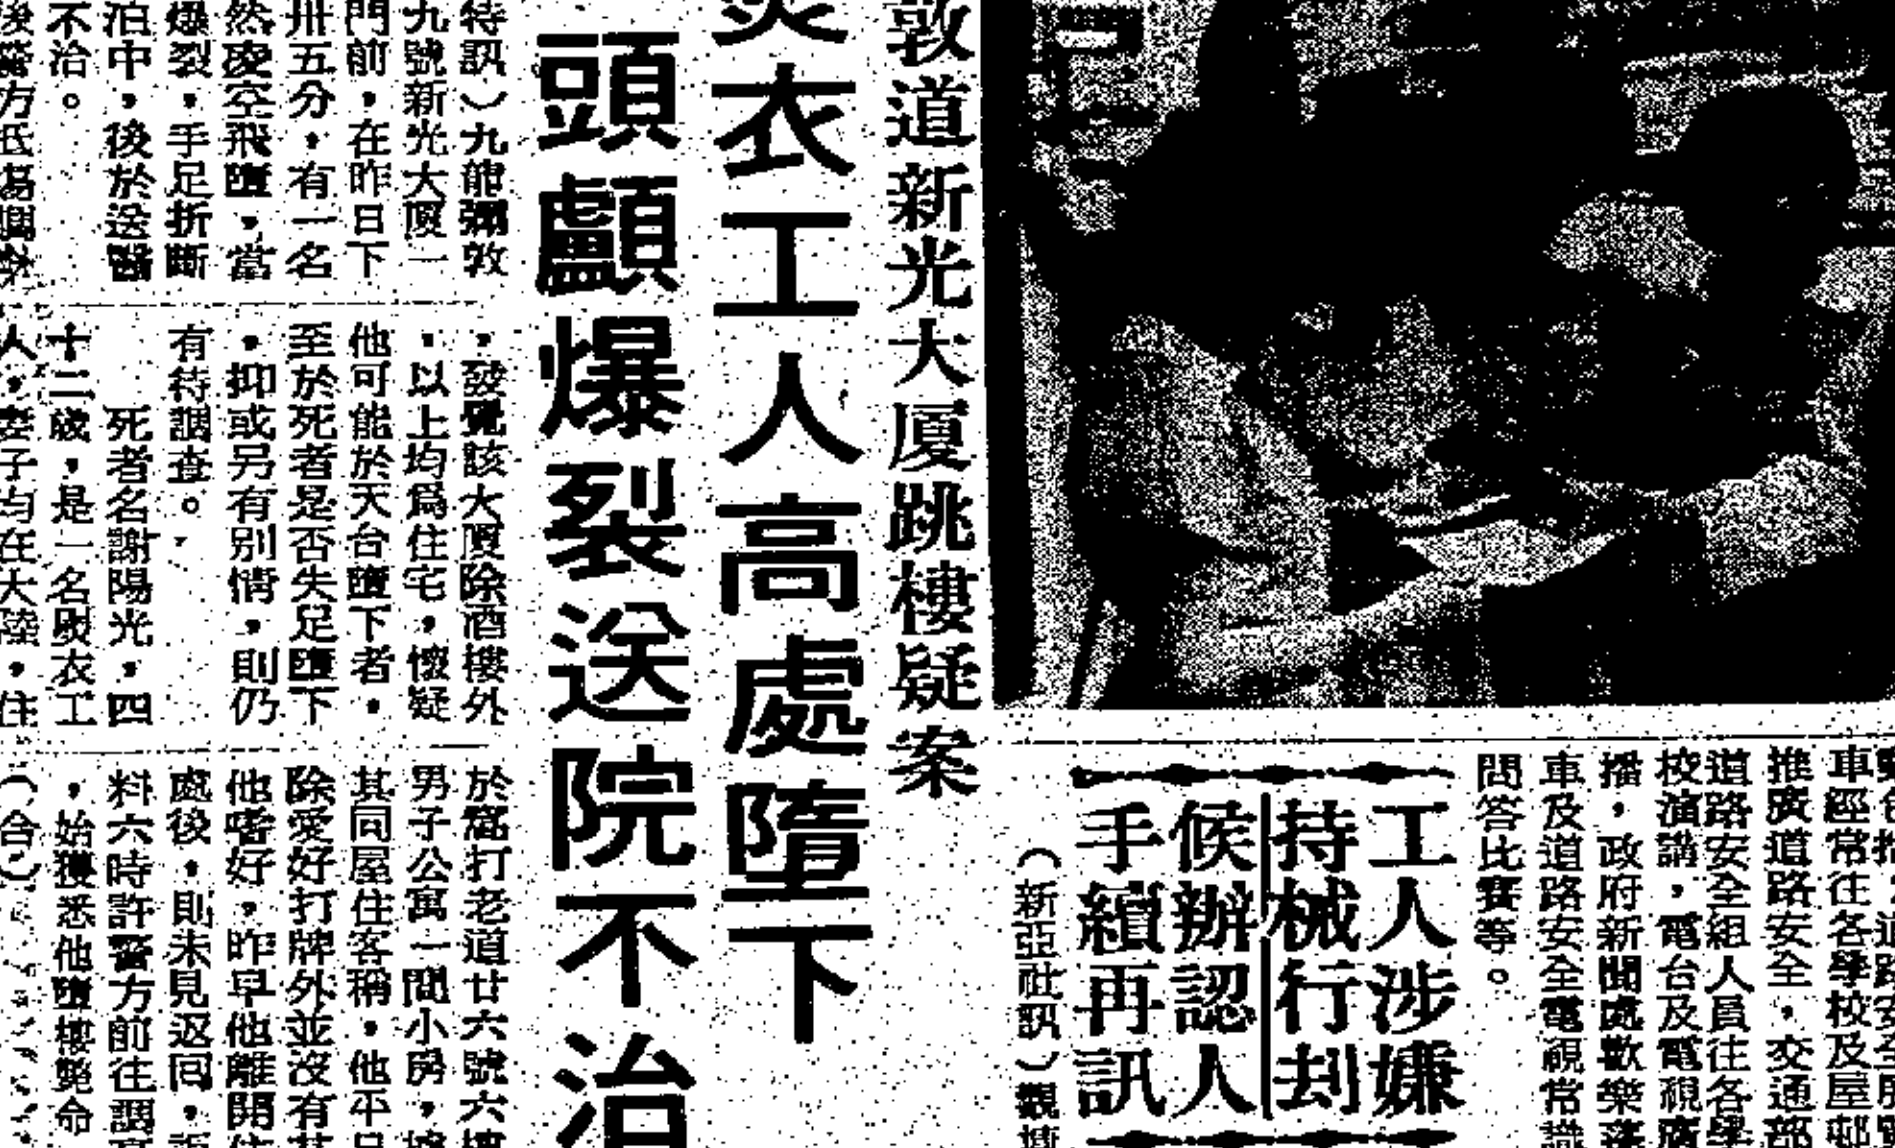 車經常往各學校及屋邨
推廣道路安全，交通部
道路安全組人員往各學
校演講，電台及電視廣
播，政府新聞處歡樂逢
車及道路安全電視常識
問答比賽等。
工人涉嫌
持械行刦
候辦認人
手續再訊
（新亞社訊）觀塘
敦道新光大厦跳樓疑案
熨衣工人高處墮下
頭顱爆裂送院不治
特訊）九龍彌敦
九號新光大厦一
門前，在昨日下
卅五分，有一名
然凌空飛墮，當
爆裂，手足折斷
泊中，後於送醫
不治。
後警方氏
，發覺該大厦除酒樓外
，以上均爲住宅，懷疑
他可能於天台墮下者，
至於死者是否失足墮下
，抑或另有别情，則仍
有待調查。
死者名謝陽光，四
十二歲，是一名熨衣工
人，妻子均在大陸，住
於窩打老道廿六號六樓
男子公寓一間小房，據
其同屋住客稱，他平日
除愛好打牌外並沒有其
他嗜好，昨早他離開住
處後，則未見返回，詎
料六時許警方前往調查
，始獲悉他墮樓斃命
（合）